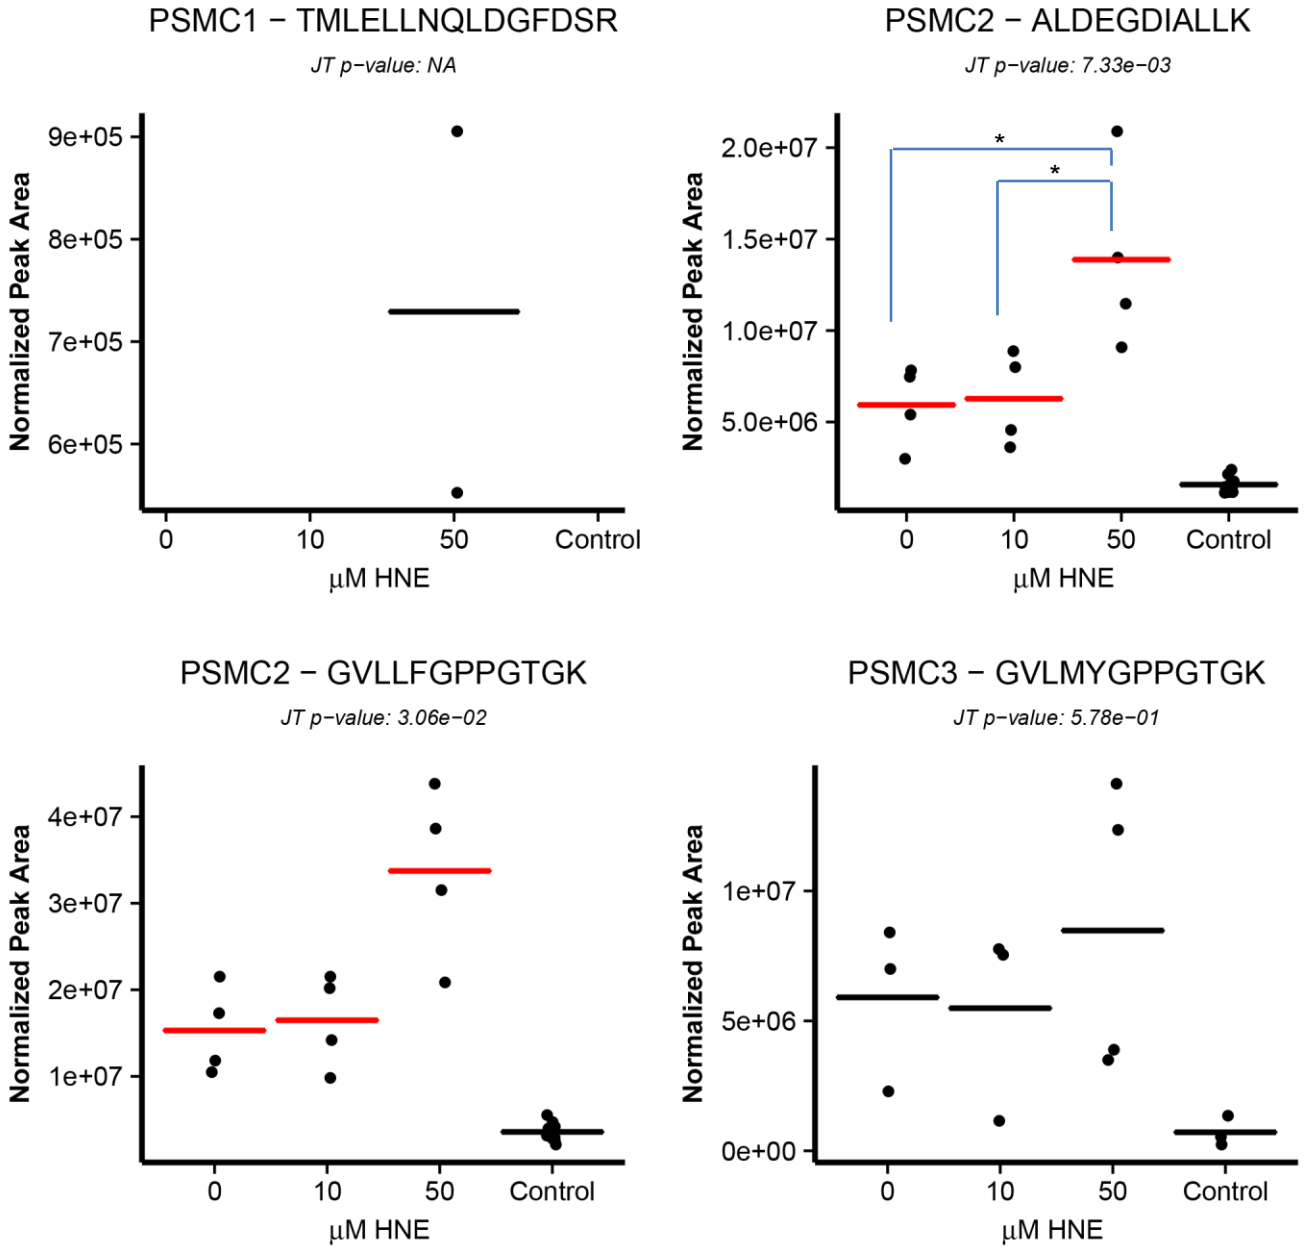 PSMC1 − TMLELLNQLDGFDSR
JT p−value: NA
Normalized Peak Area
9e+05
8e+05
7e+05
6e+05
0 10 50 Control
μM HNE
PSMC2 − ALDEGDIALLK
JT p−value: 7.33e−03
Normalized Peak Area
2.0e+07
1.5e+07
1.0e+07
5.0e+06
*
*
0 10 50 Control
μM HNE
PSMC2 − GVLLFGPPGTGK
JT p−value: 3.06e−02
Normalized Peak Area
4e+07
3e+07
2e+07
1e+07
0 10 50 Control
μM HNE
PSMC3 − GVLMYGPPGTGK
JT p−value: 5.78e−01
Normalized Peak Area
1e+07
5e+06
0e+00
0 10 50 Control
μM HNE